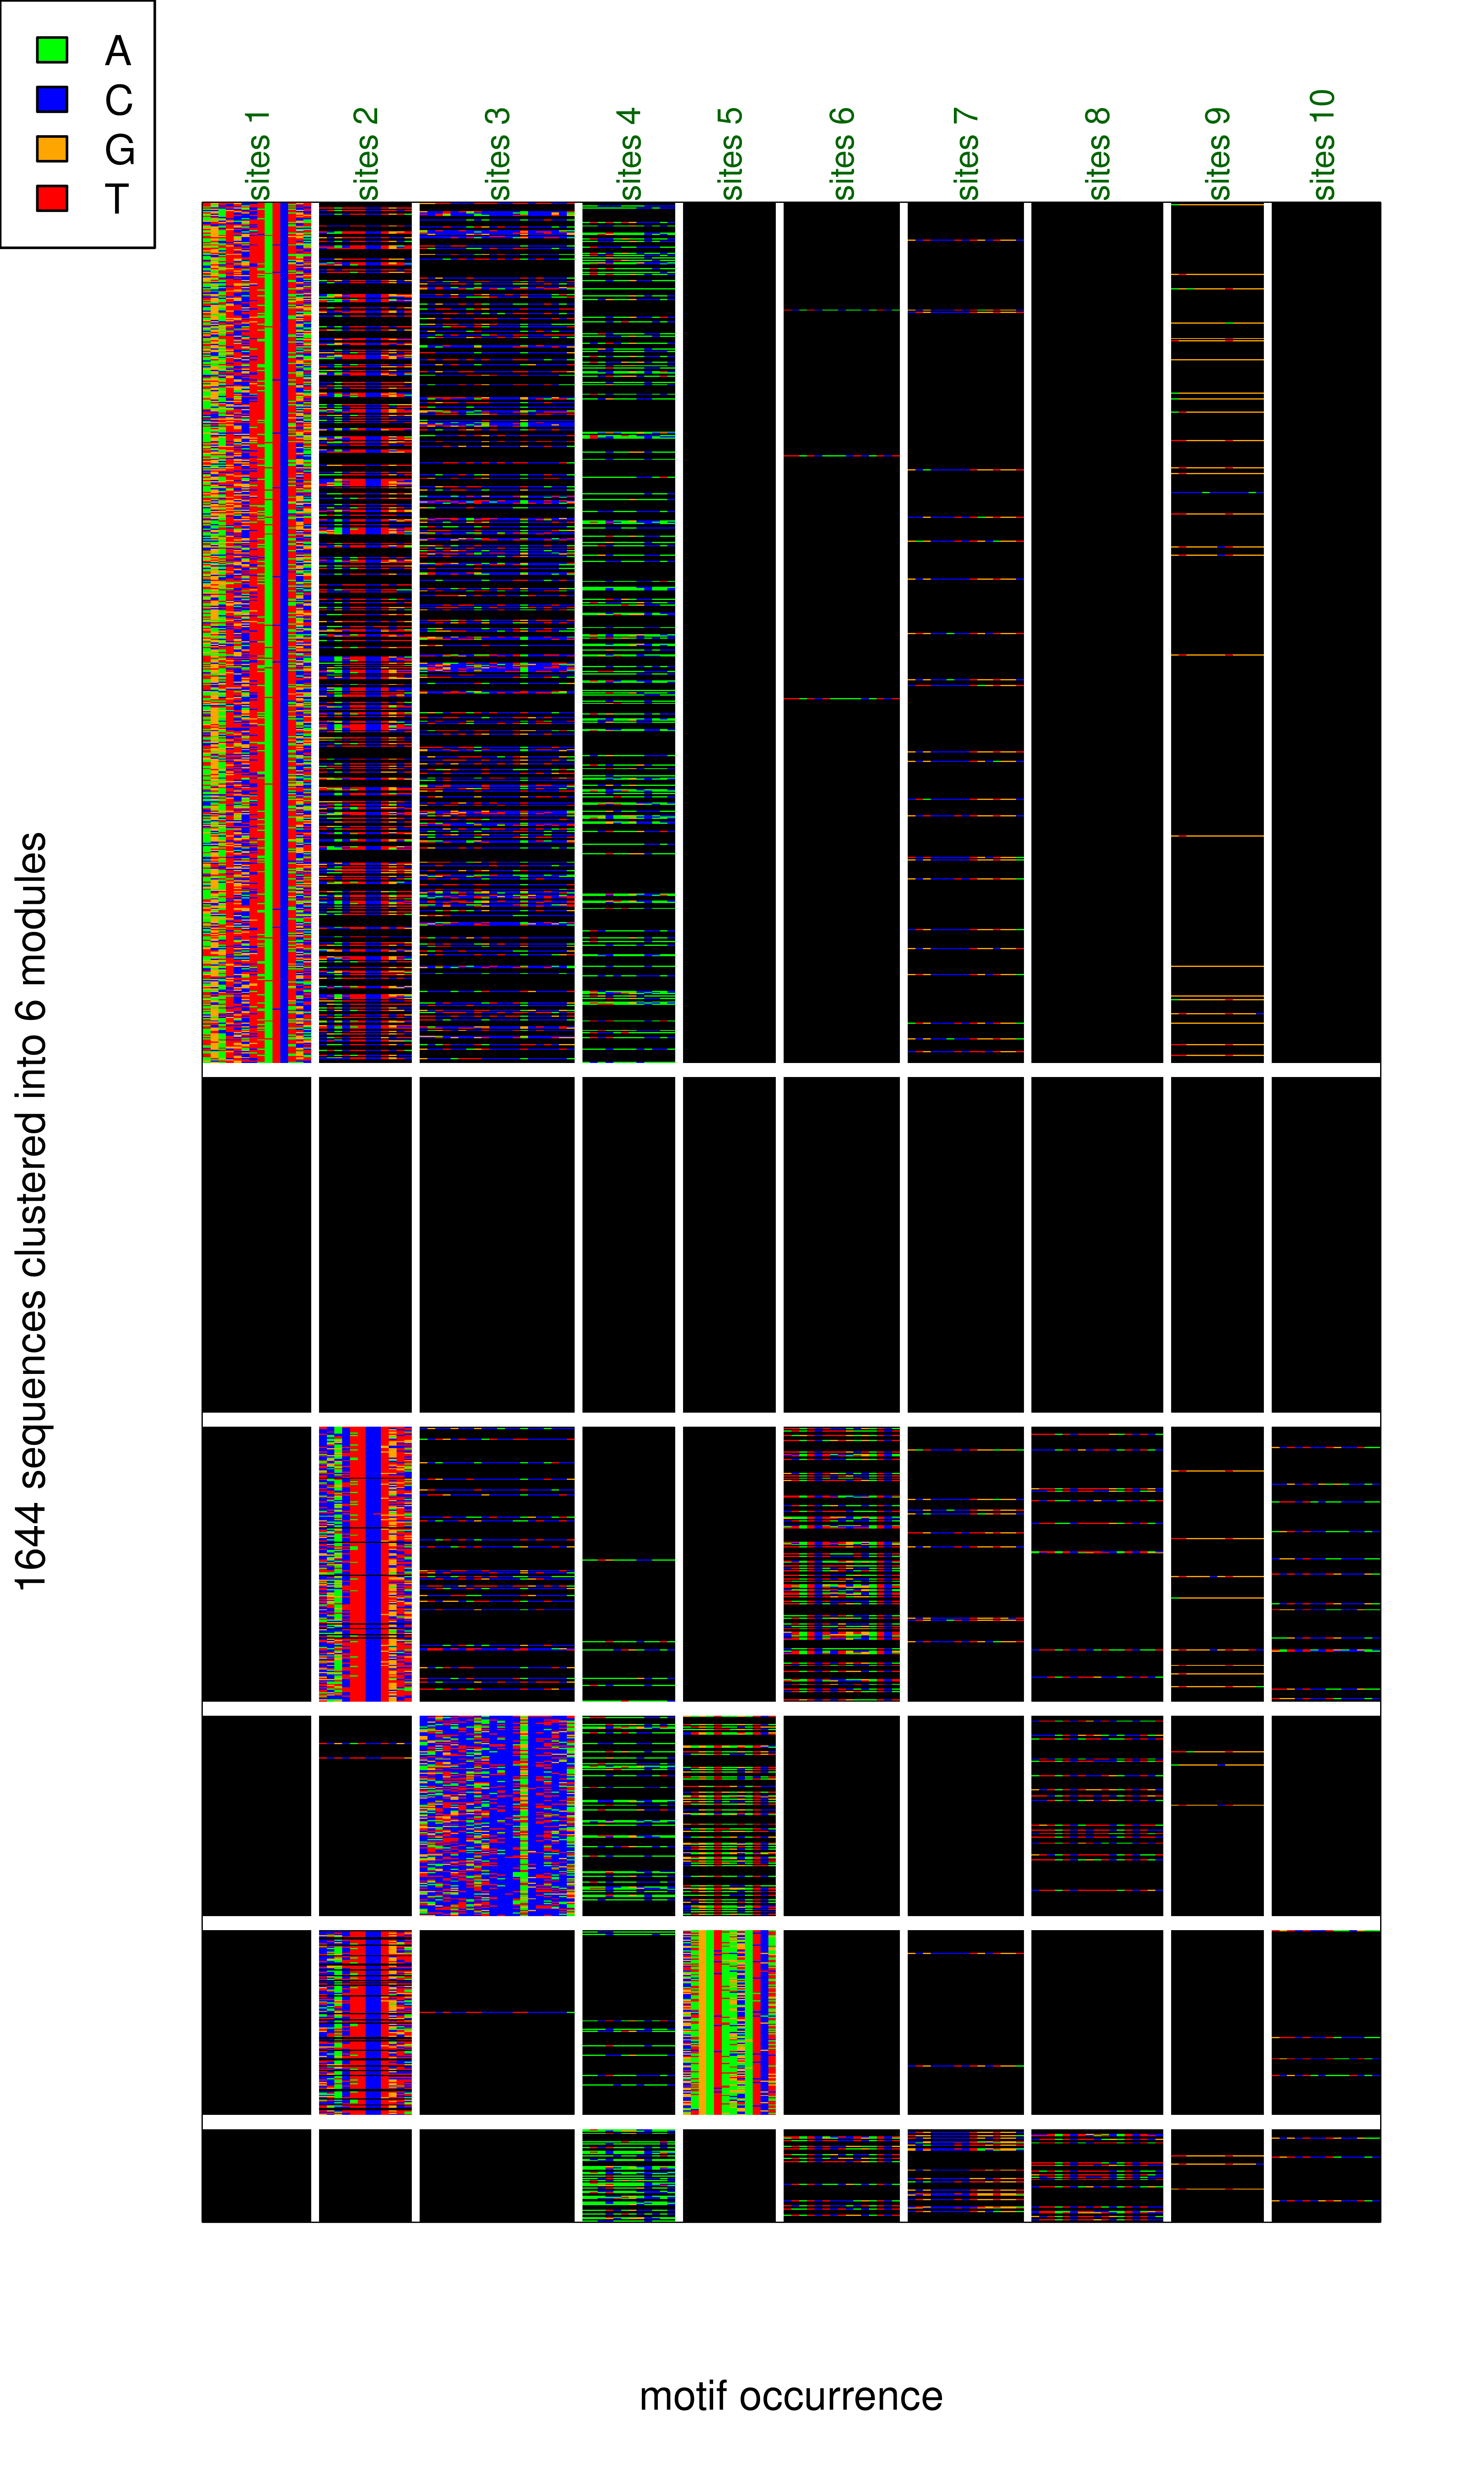 A
C
G
T
sites 1
sites 2
sites 3
sites 4
sites 5
sites 6
sites 7
sites 8
sites 9
sites 10
1644 sequences clustered into 6 modules
motif occurrence